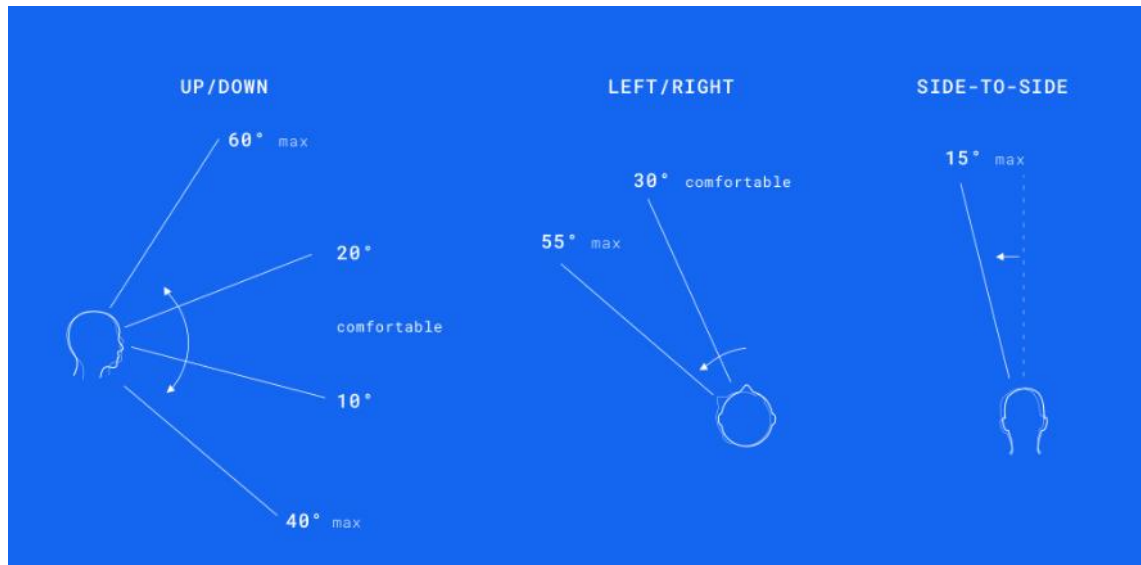 UP/DOWN
60° max
20°
comfortable
10°
40° max
LEFT/RIGHT
30° comfortable
55° max
SIDE-TO-SIDE
15° max